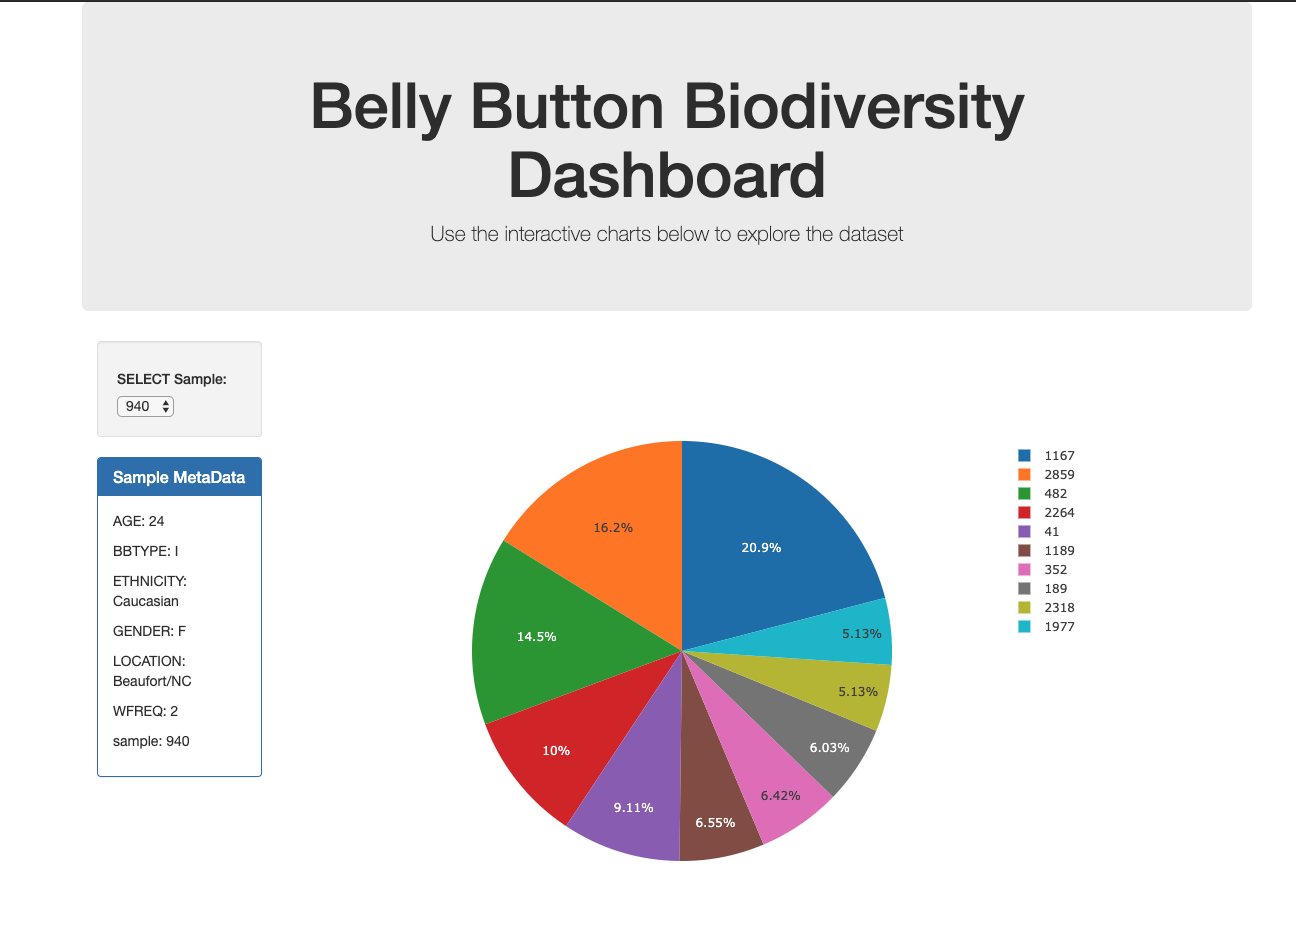 Belly Button Biodiversity
Dashboard
Use the interactive charts below to explore the dataset
SELECT Sample:
940
Sample MetaData
AGE: 24
BBTYPE: I
ETHNICITY:
Caucasian
GENDER: F
LOCATION:
Beaufort/NC
WFREQ: 2
sample: 940
16.2%
20.9%
14.5%
5.13%
5.13%
10%
6.03%
9.11%
6.55%
6.42%
1167
2859
482
2264
41
1189
352
189
2318
1977